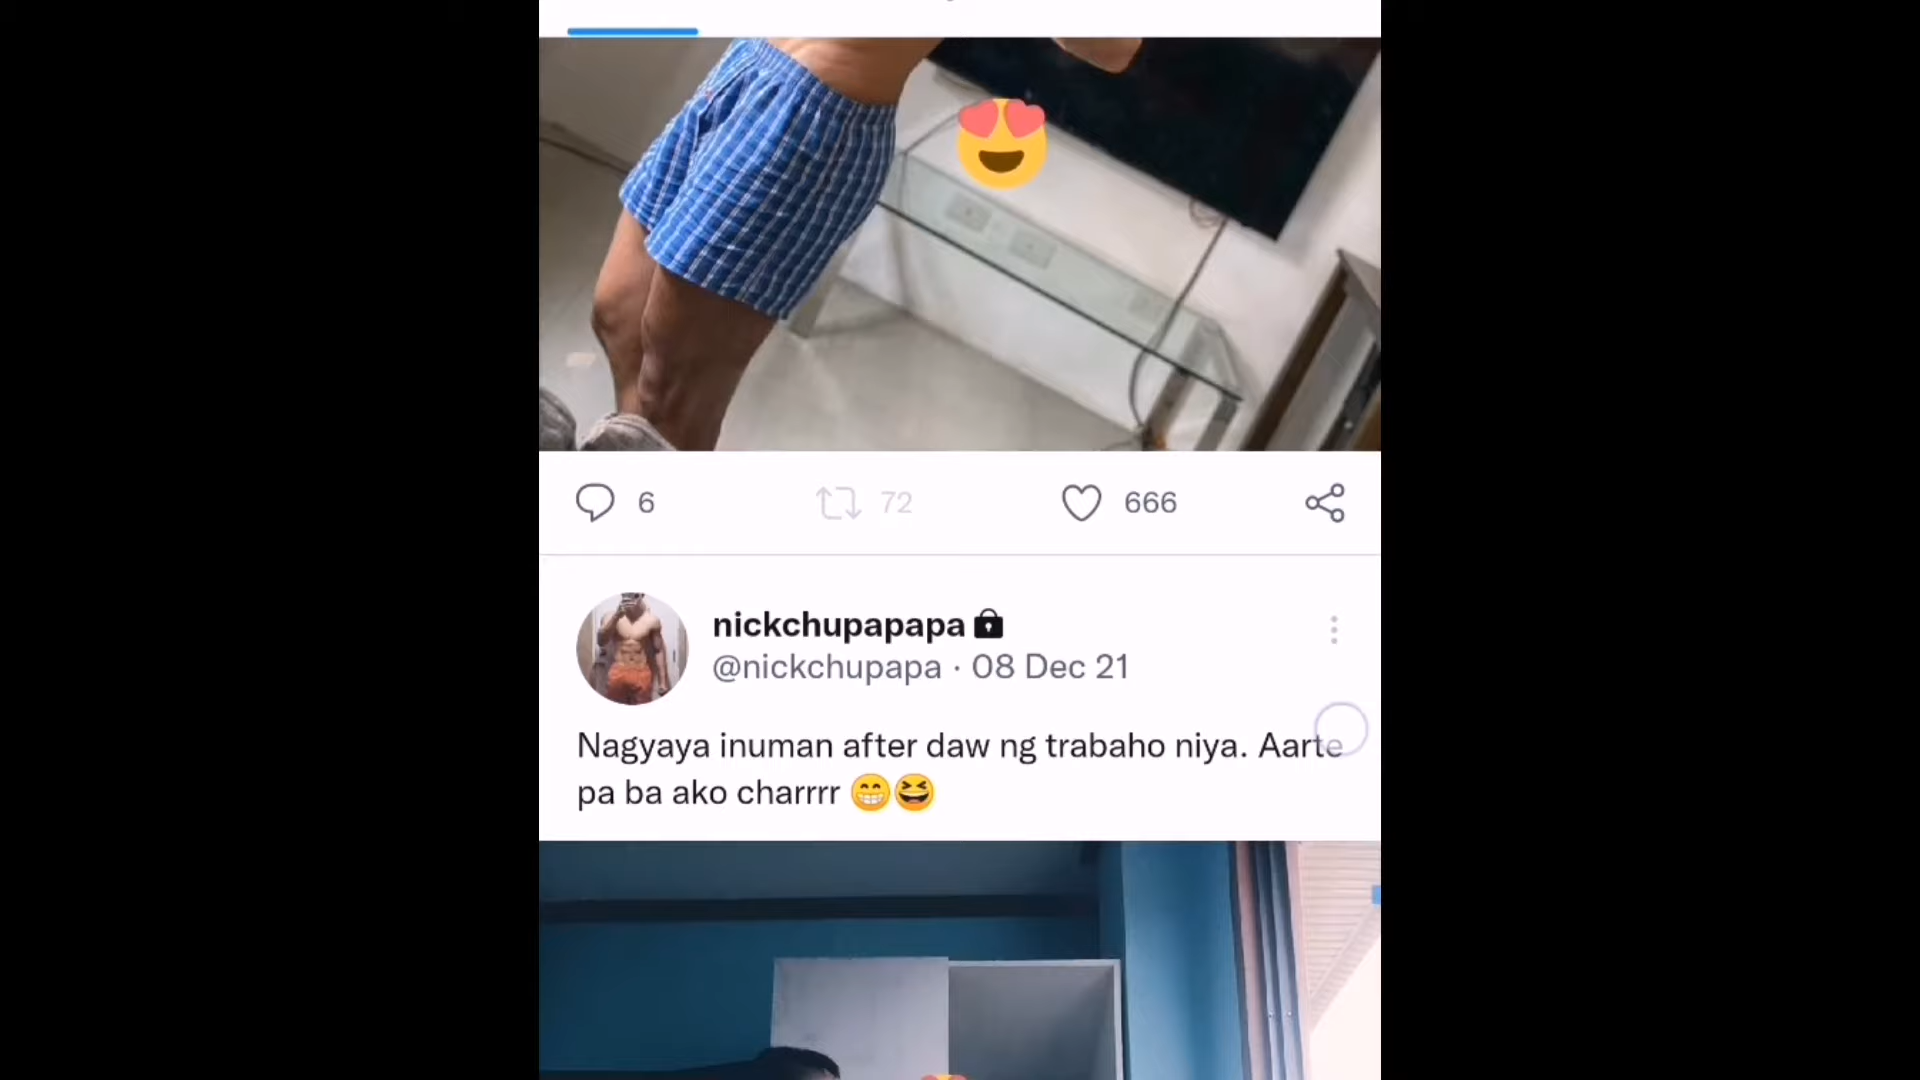 6 72 666
nickchupapapa
@nickchupapa · 08 Dec 21
Nagyaya inuman after daw ng trabaho niya. Aarte
pa ba ako charrrr 😁😆